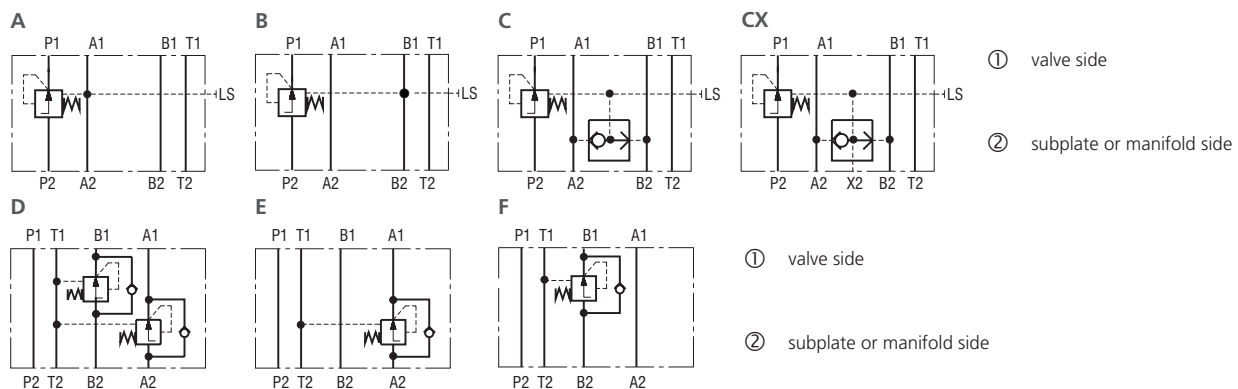 A B C CX
P1 A1 B1 T1 P1 A1 B1 T1 P1 A1 B1 T1 P1 A1 B1 T1
① valve side
LS LS LS LS
② subplate or manifold side
P2 A2 B2 T2 P2 A2 B2 T2 P2 A2 B2 T2 P2 A2 X2 B2 T2
D E F
P1 T1 B1 A1 P1 T1 B1 A1 P1 T1 B1 A1
① valve side
② subplate or manifold side
P2 T2 B2 A2 P2 T2 B2 A2 P2 T2 B2 A2